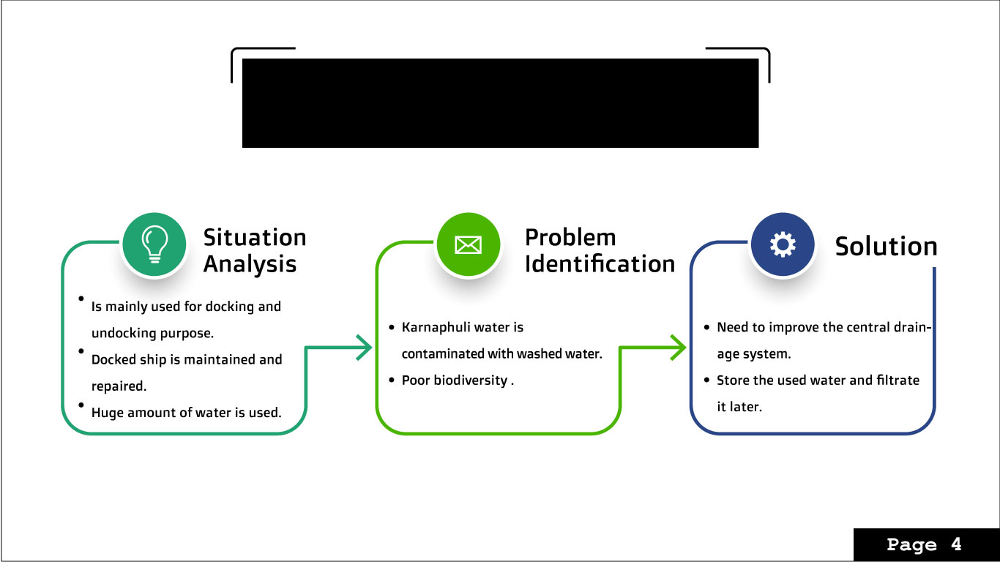 Situation
Analysis
• Is mainly used for docking and
undocking purpose.
• Docked ship is maintained and
repaired.
• Huge amount of water is used.
Problem
Identification
• Karnaphuli water is
contaminated with washed water.
• Poor biodiversity .
Solution
• Need to improve the central drain-
age system.
• Store the used water and filtrate
it later.
Page 4